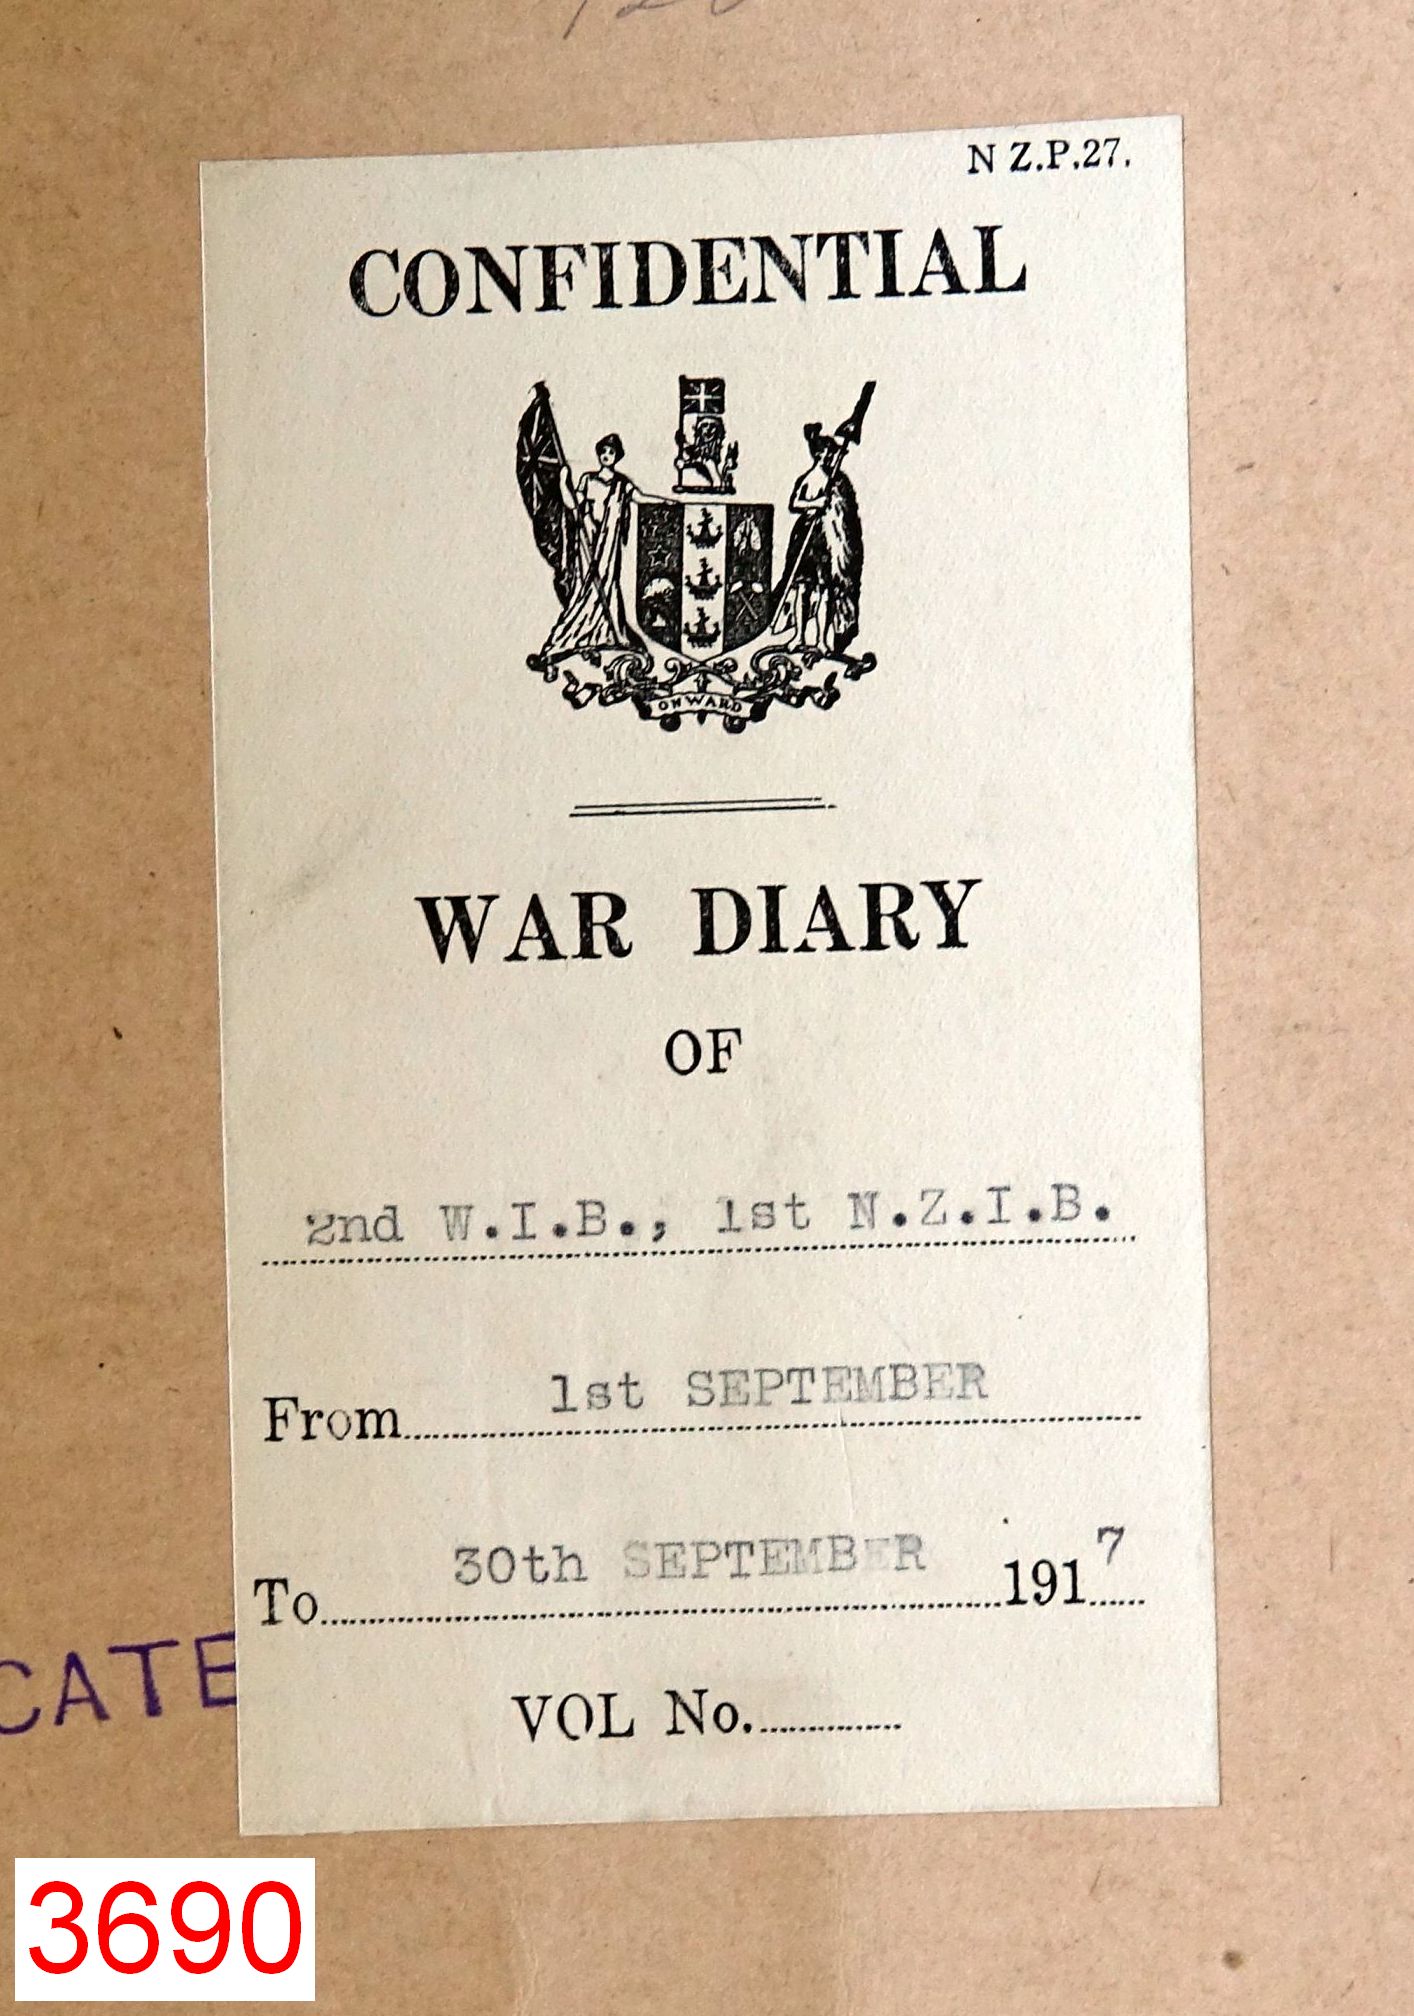 N Z.P.27.
CONFIDENTIAL
ONWARD
WAR DIARY
OF
2nd W.I.B., 1st N.Z.I.B.
From 1st SEPTEMBER
To 30th SEPTEMBER 1917
VOL No.
CATE
3690